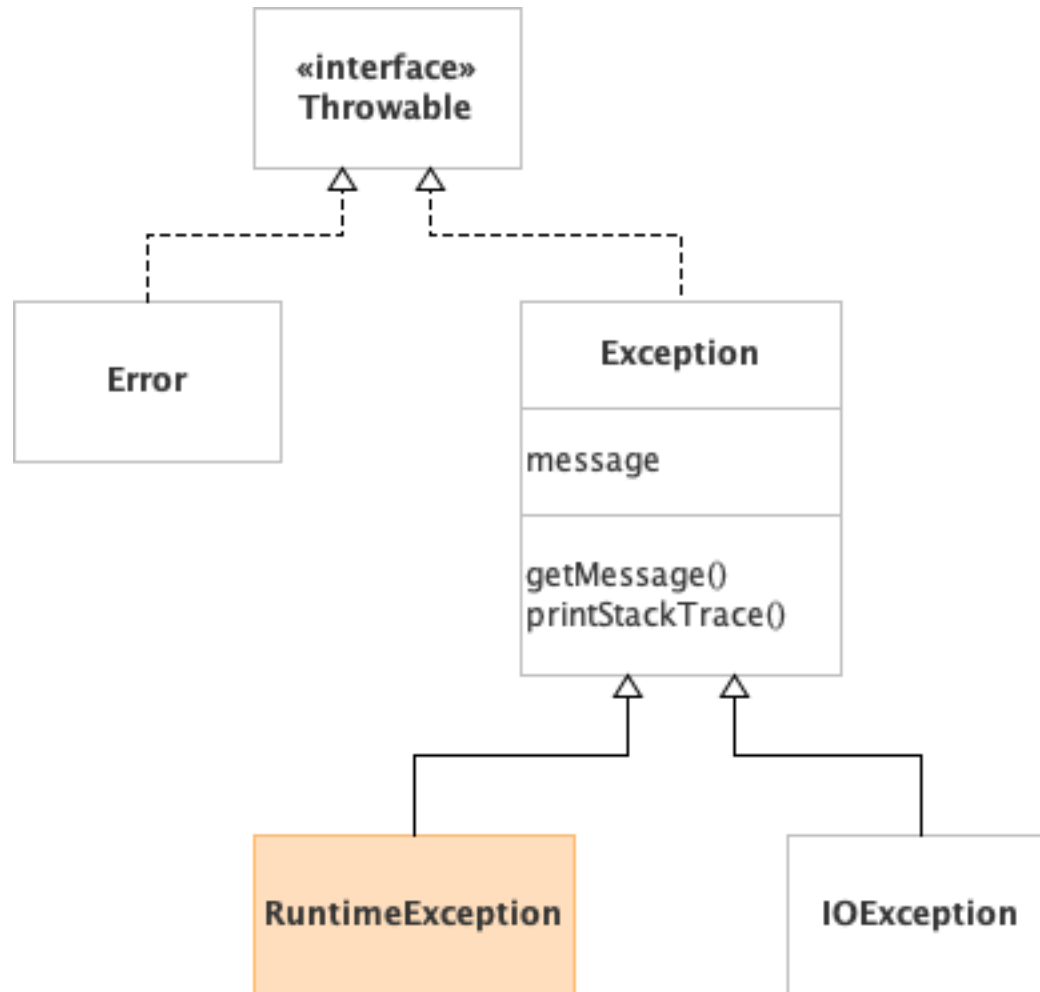 «interface»
Throwable
Error
Exception
message
getMessage()
printStackTrace()
RuntimeException
IOException